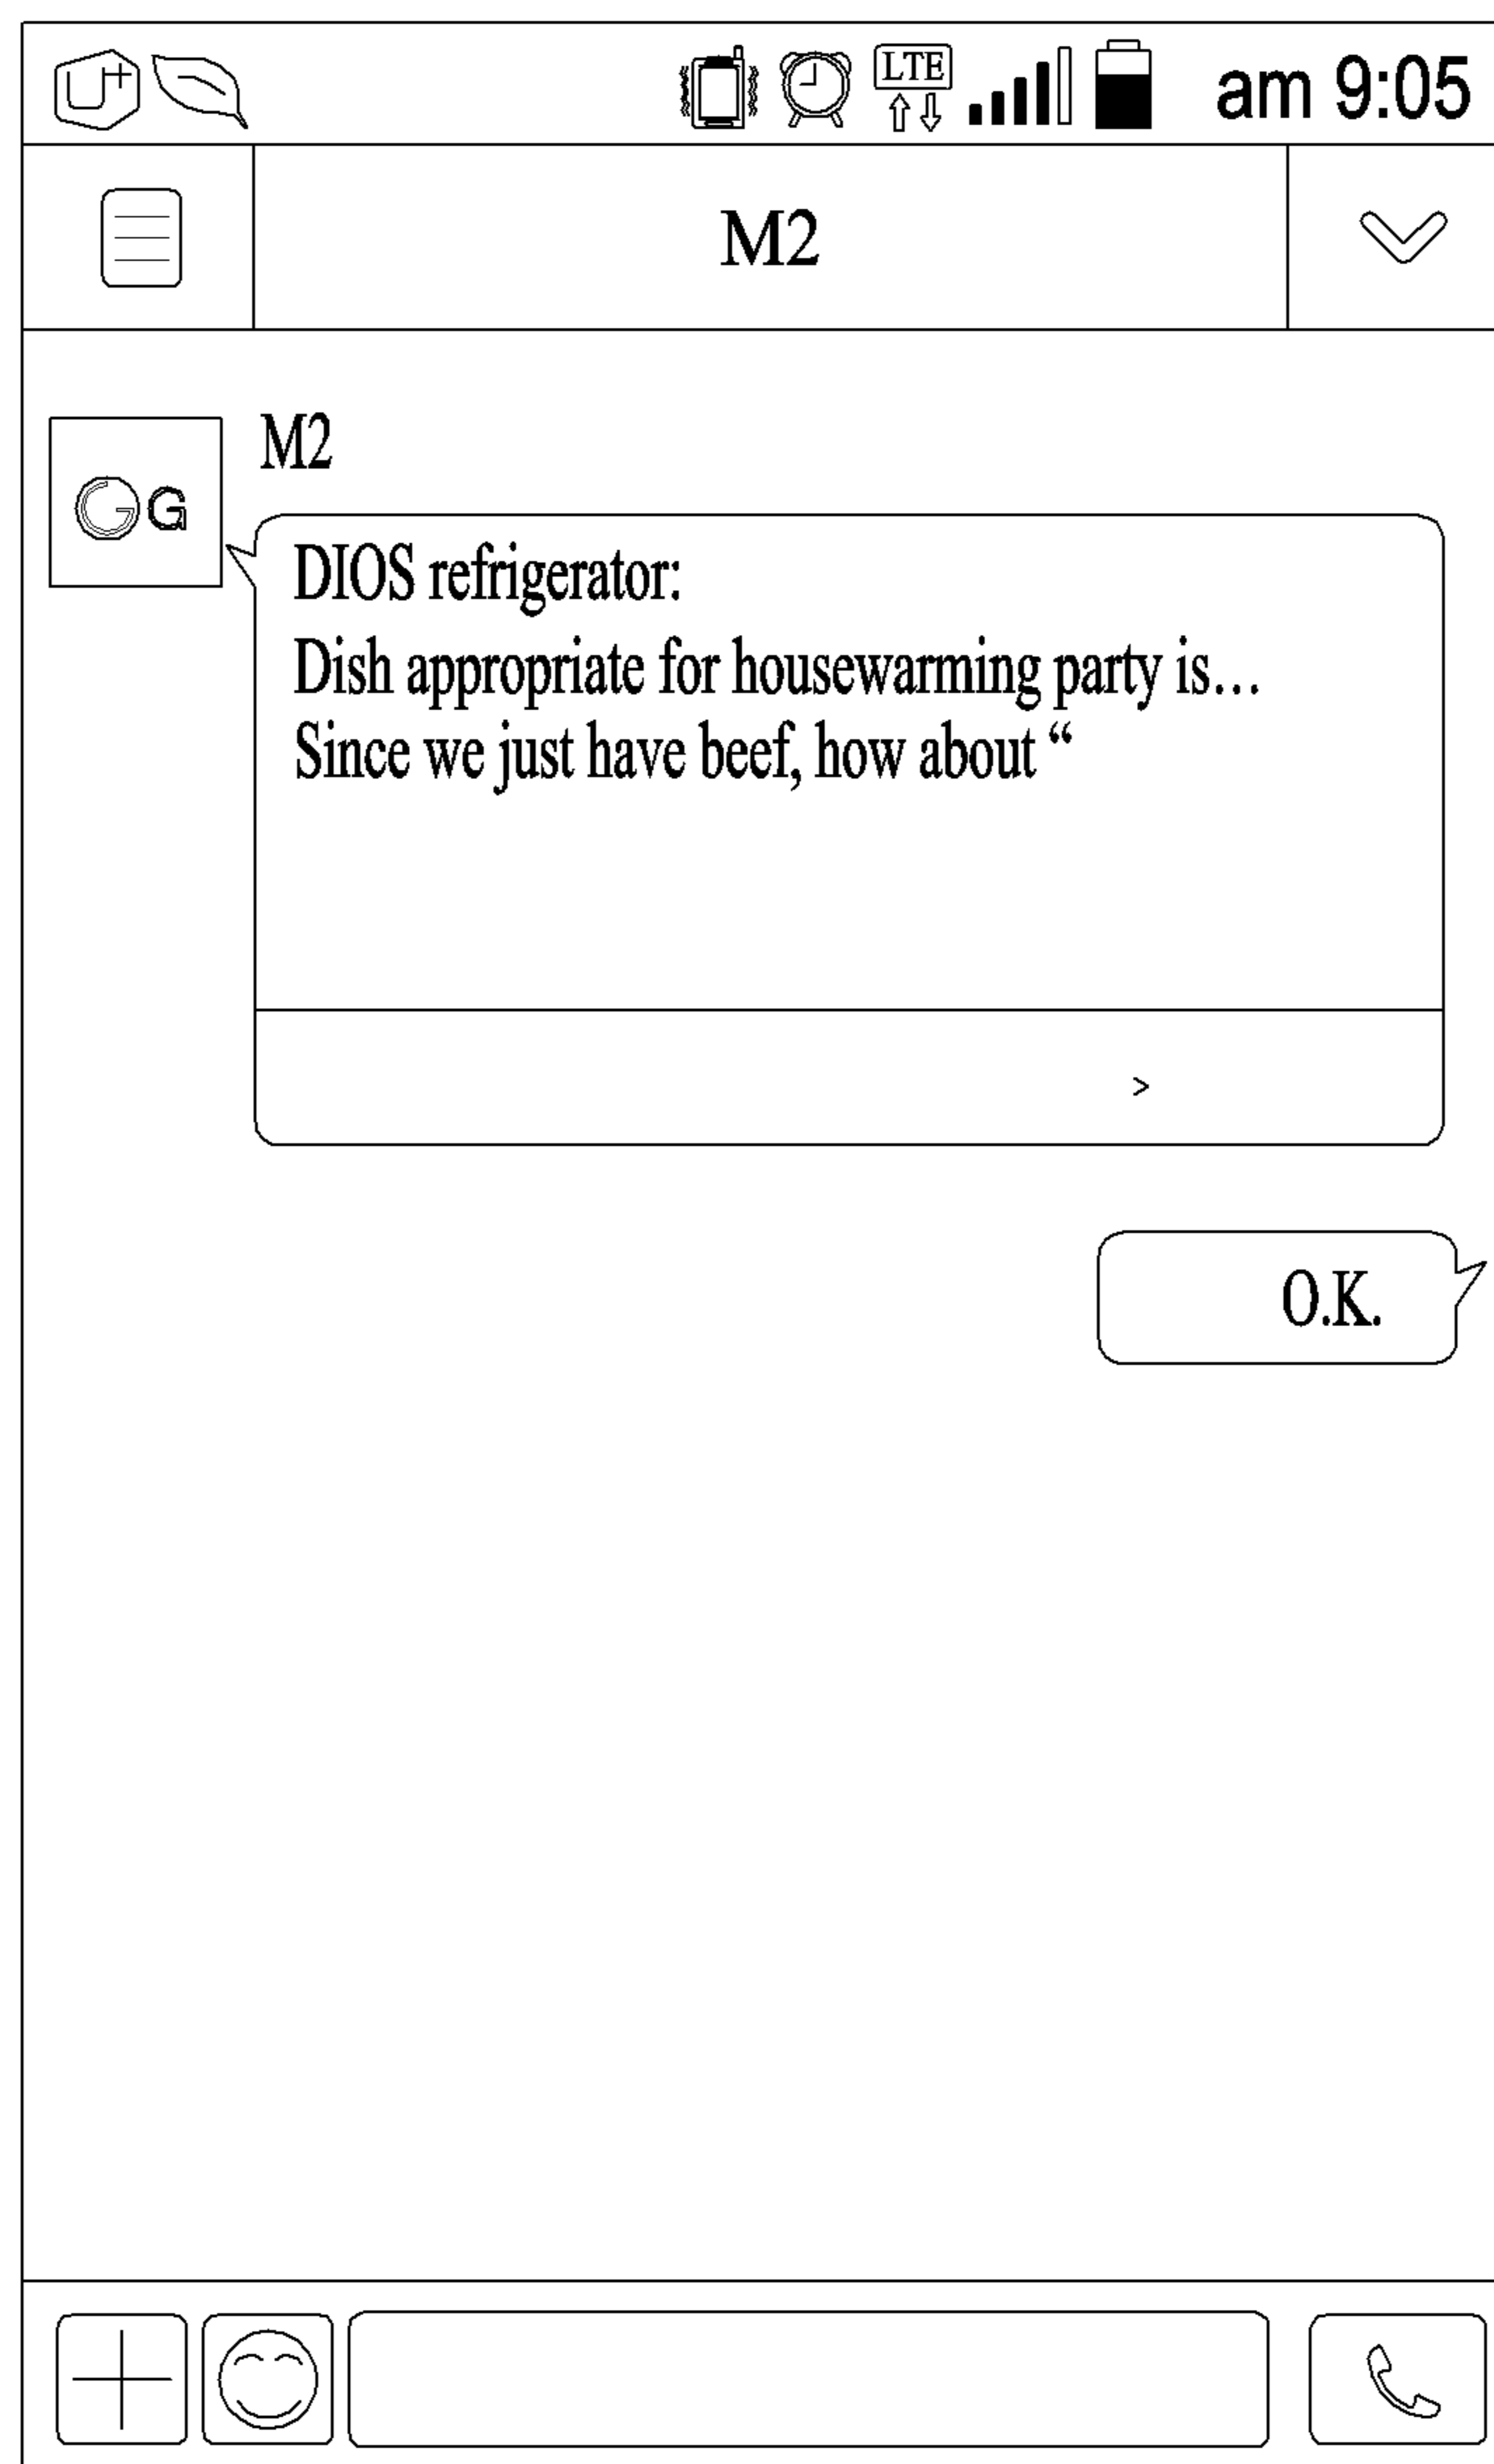 U+
LTE
am 9:05
M2
M2
G G
DIOS refrigerator:
Dish appropriate for housewarming party is...
Since we just have beef, how about “
>
O.K.